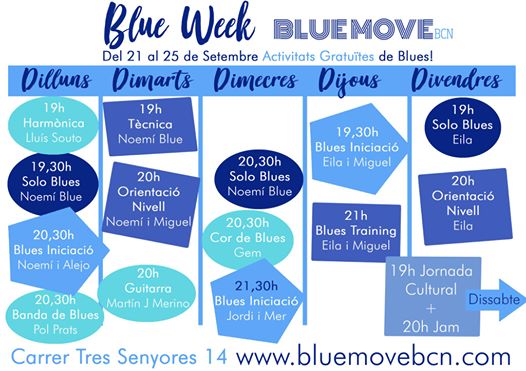 Blue Week BLUEMOVEBCN
Del 21 al 25 de Setembre Activitats Gratuïtes de Blues!
Dilluns
19h
Harmònica
Lluís Souto
19,30h
Solo Blues
Noemí Blue
20,30h
Blues Iniciació
Noemi i Alejo
20,30h
Banda de Blues
Pol Prats
Dimarts
19h
Tècnica
Noemí Blue
20h
Orientació
Nivell
Noemí i Miguel
20h
Guitarra
Martín J Merino
Dimecres
20,30h
Solo Blues
Noemí Blue
20,30h
Cor de Blues
Gem
21,30h
Blues Iniciació
Jordi i Mer
Dijous
19,30h
Blues Iniciació
Eila i Miguel
21h
Blues Training
Eila i Miguel
Divendres
19h
Solo Blues
Eila
20h
Orientació
Nivell
Eila
19h Jornada
Cultural
+
20h Jam
Dissabte
Carrer Tres Senyores 14 www.bluemovebcn.com